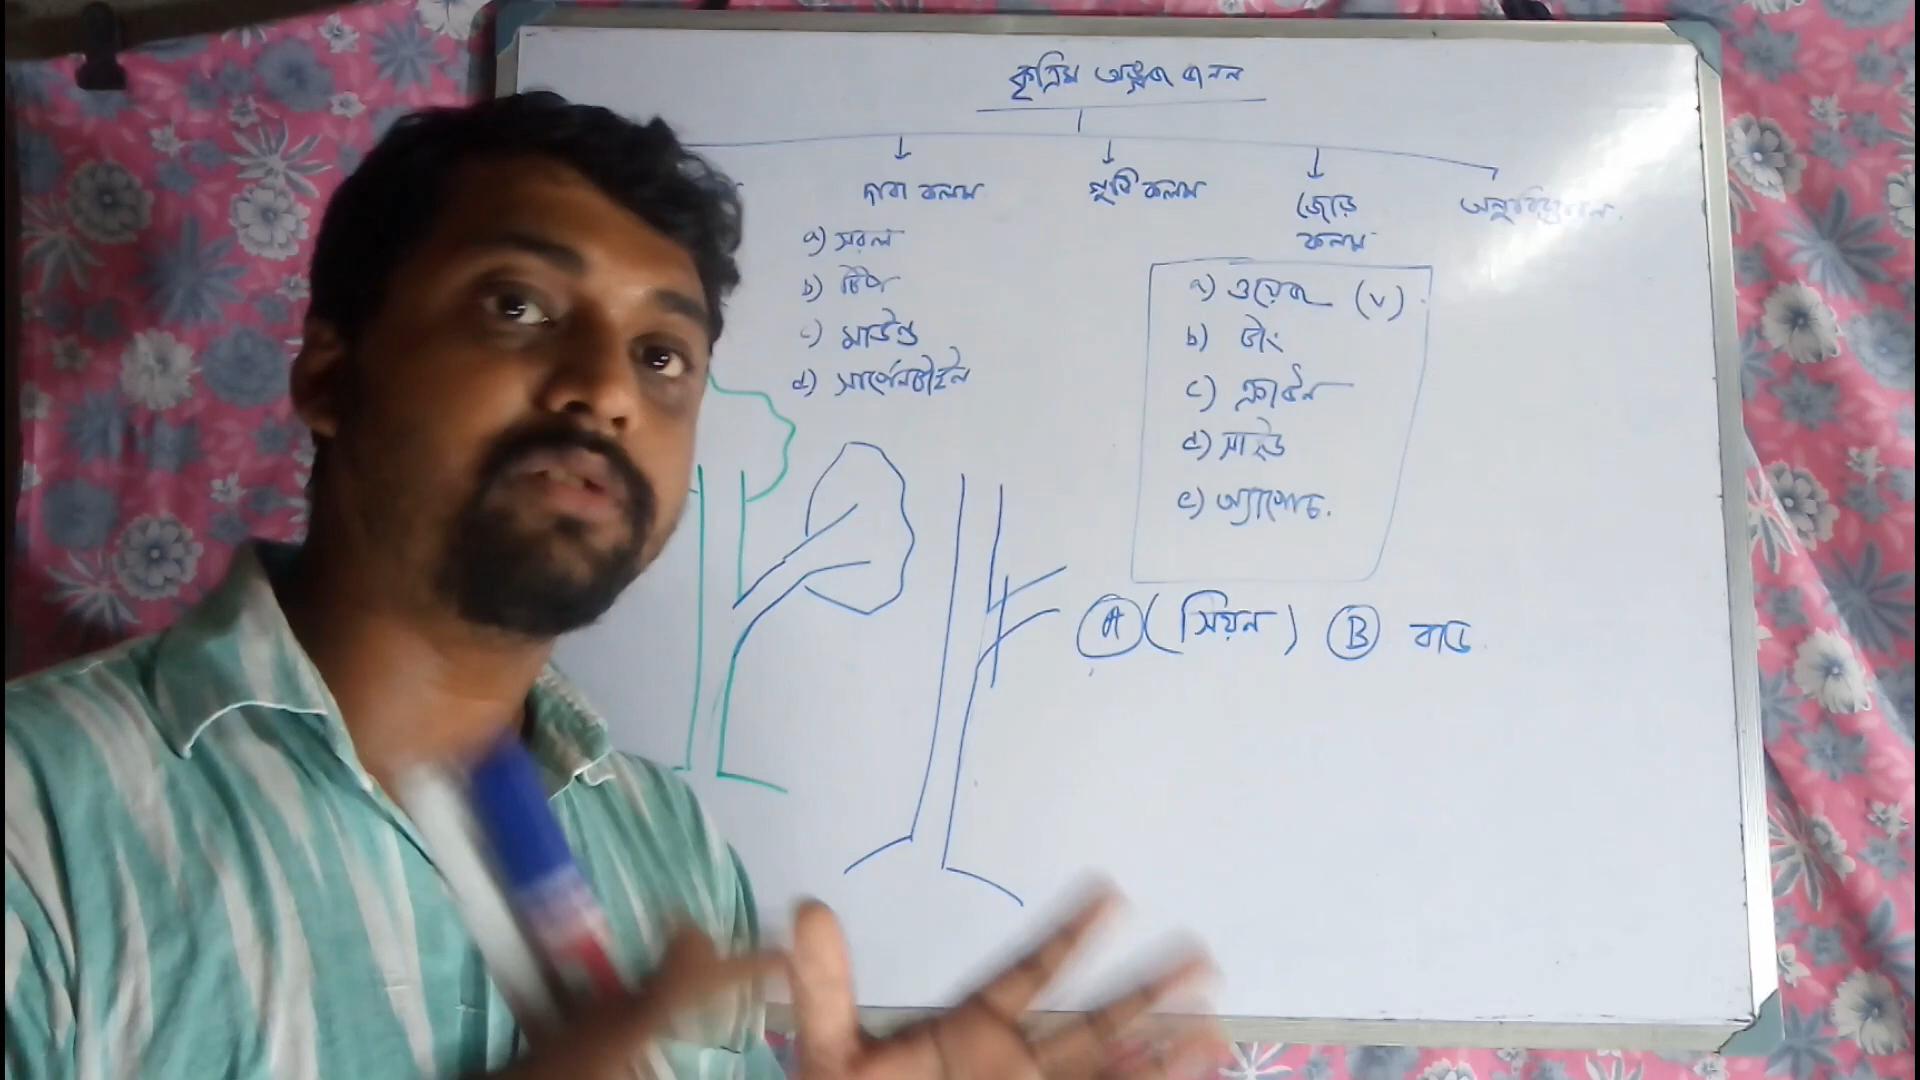 কৃত্রিম অঙ্গজ জনন
দাবা কলম
গুটি কলম
জোড় কলম
অনুবিস্তারণ
a) সরল
b) টিপ
c) মাউন্ড
d) সার্পেনটাইন
a) ওয়েজ (V)
b) টাং
c) ক্রাউন
d) সাইড
e) অ্যাপ্রোচ.
A (সিয়ন) B বাড